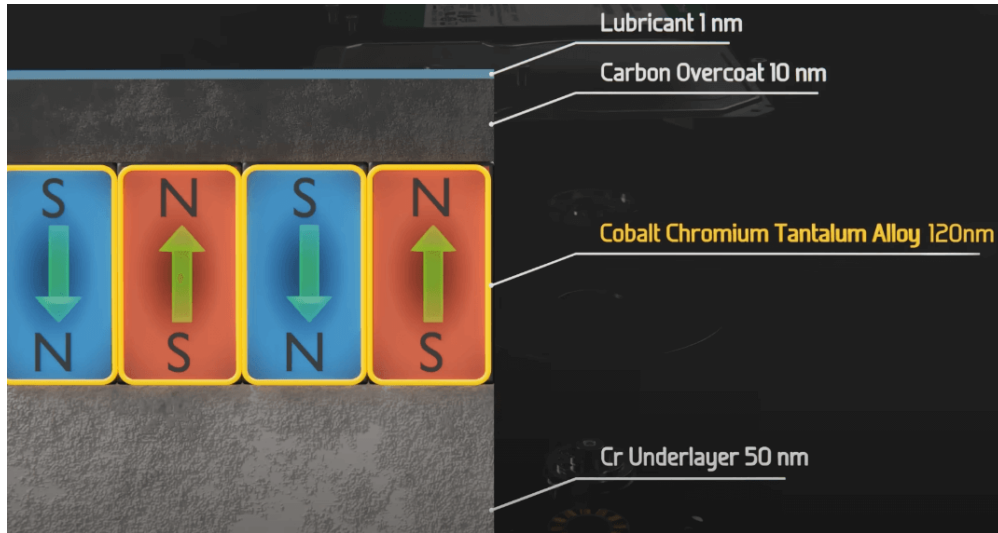 Lubricant 1 nm
Carbon Overcoat 10 nm
S N S N
Cobalt Chromium Tantalum Alloy 120nm
N S N S
Cr Underlayer 50 nm